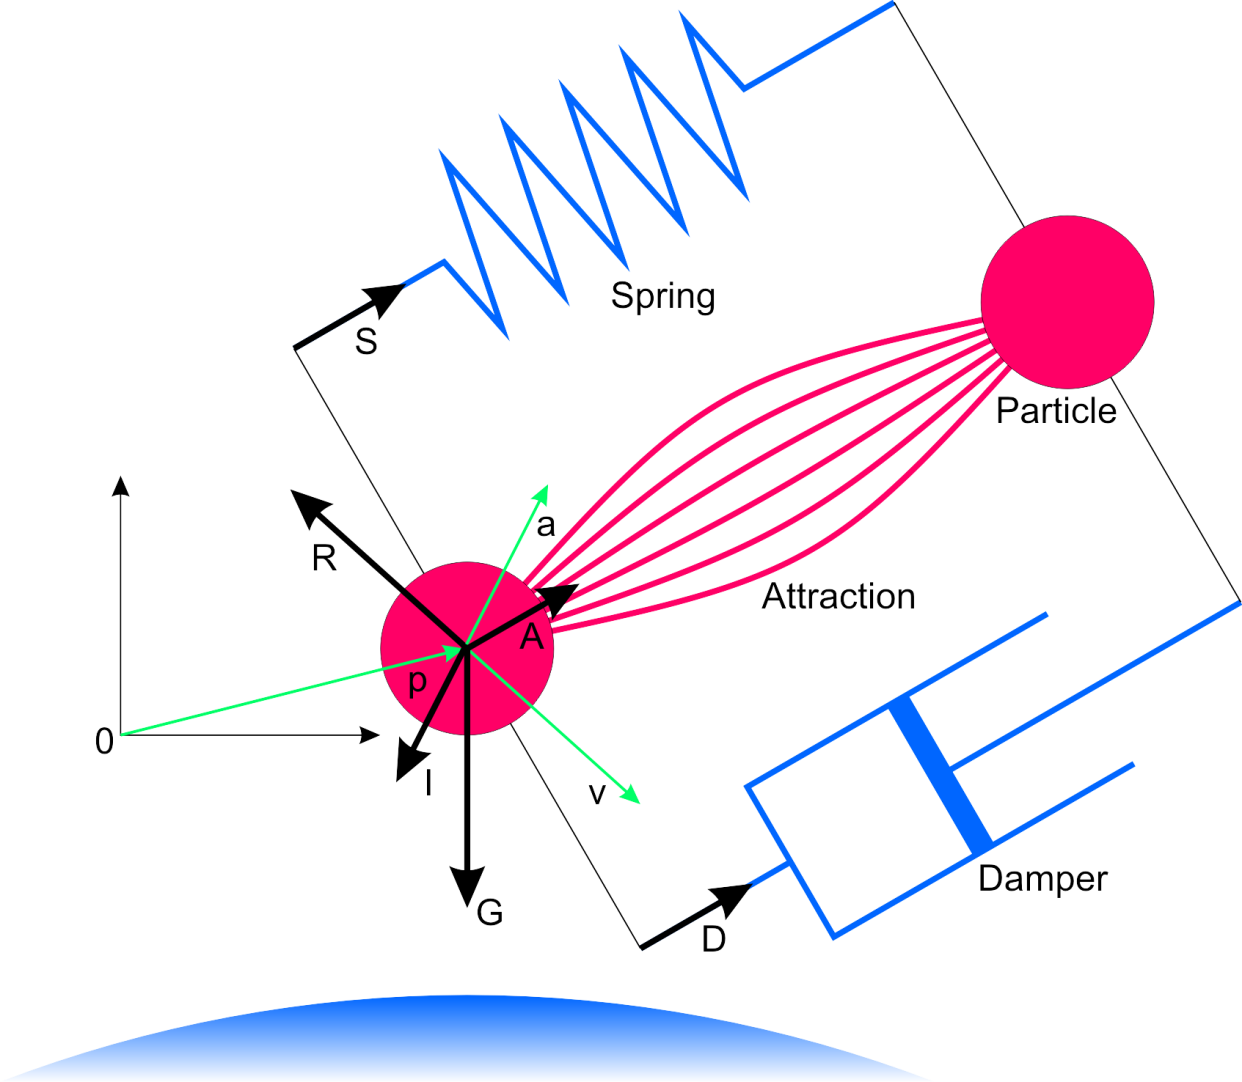 Spring
S
Particle
a
R
Attraction
A
p
0
I
v
Damper
G
D